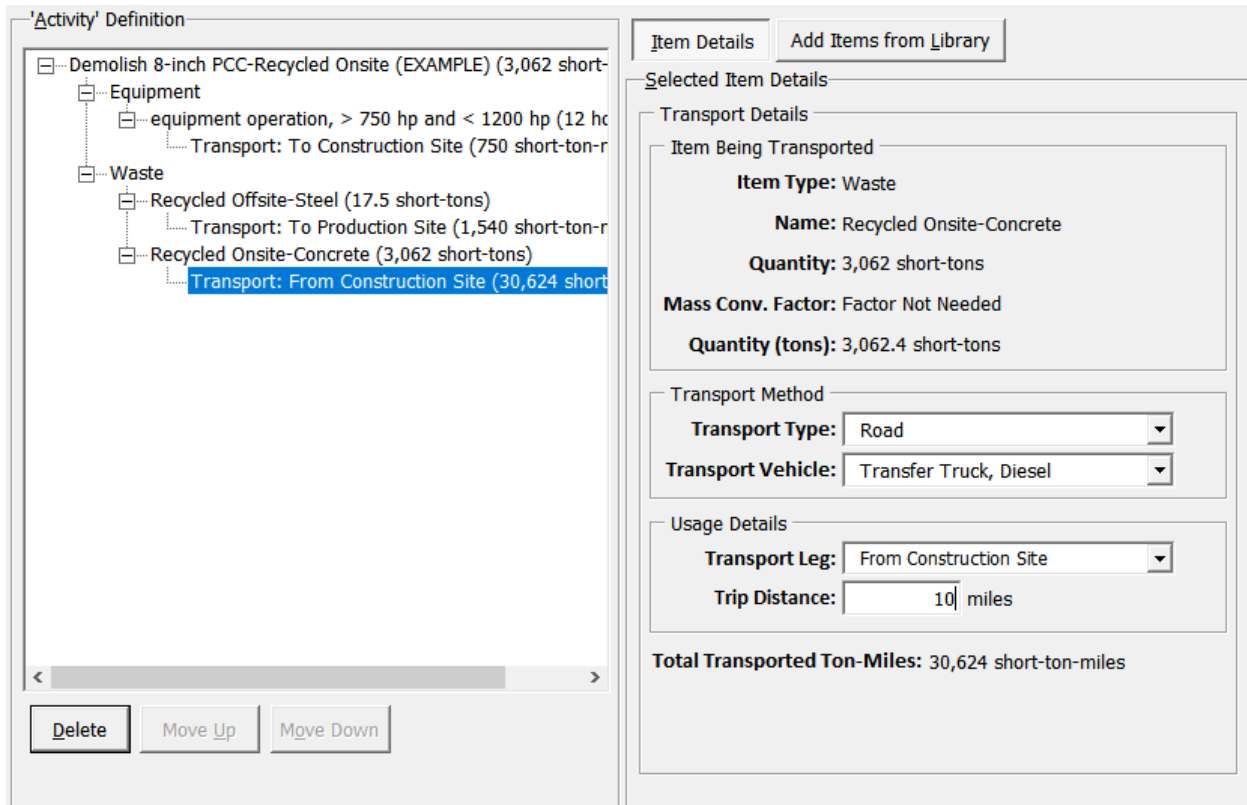 'Activity' Definition
Demolish 8-inch PCC-Recycled Onsite (EXAMPLE) (3,062 short-
Equipment
equipment operation, > 750 hp and < 1200 hp (12 ho
Transport: To Construction Site (750 short-ton-m
Waste
Recycled Offsite-Steel (17.5 short-tons)
Transport: To Production Site (1,540 short-ton-m
Recycled Onsite-Concrete (3,062 short-tons)
Transport: From Construction Site (30,624 short
Delete
Move Up
Move Down
Item Details
Add Items from Library
Selected Item Details
Transport Details
Item Being Transported
Item Type: Waste
Name: Recycled Onsite-Concrete
Quantity: 3,062 short-tons
Mass Conv. Factor: Factor Not Needed
Quantity (tons): 3,062.4 short-tons
Transport Method
Transport Type: Road
Transport Vehicle: Transfer Truck, Diesel
Usage Details
Transport Leg: From Construction Site
Trip Distance: 10 miles
Total Transported Ton-Miles: 30,624 short-ton-miles